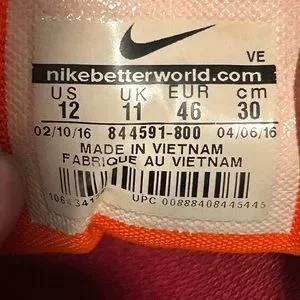 VE
nikebetterworld.com
US UK EUR cm
12 11 46 30
02/10/16 844591-800 04/06/16
MADE IN VIETNAM
FABRIQUE AU VIETNAM
UPC 00888408445445